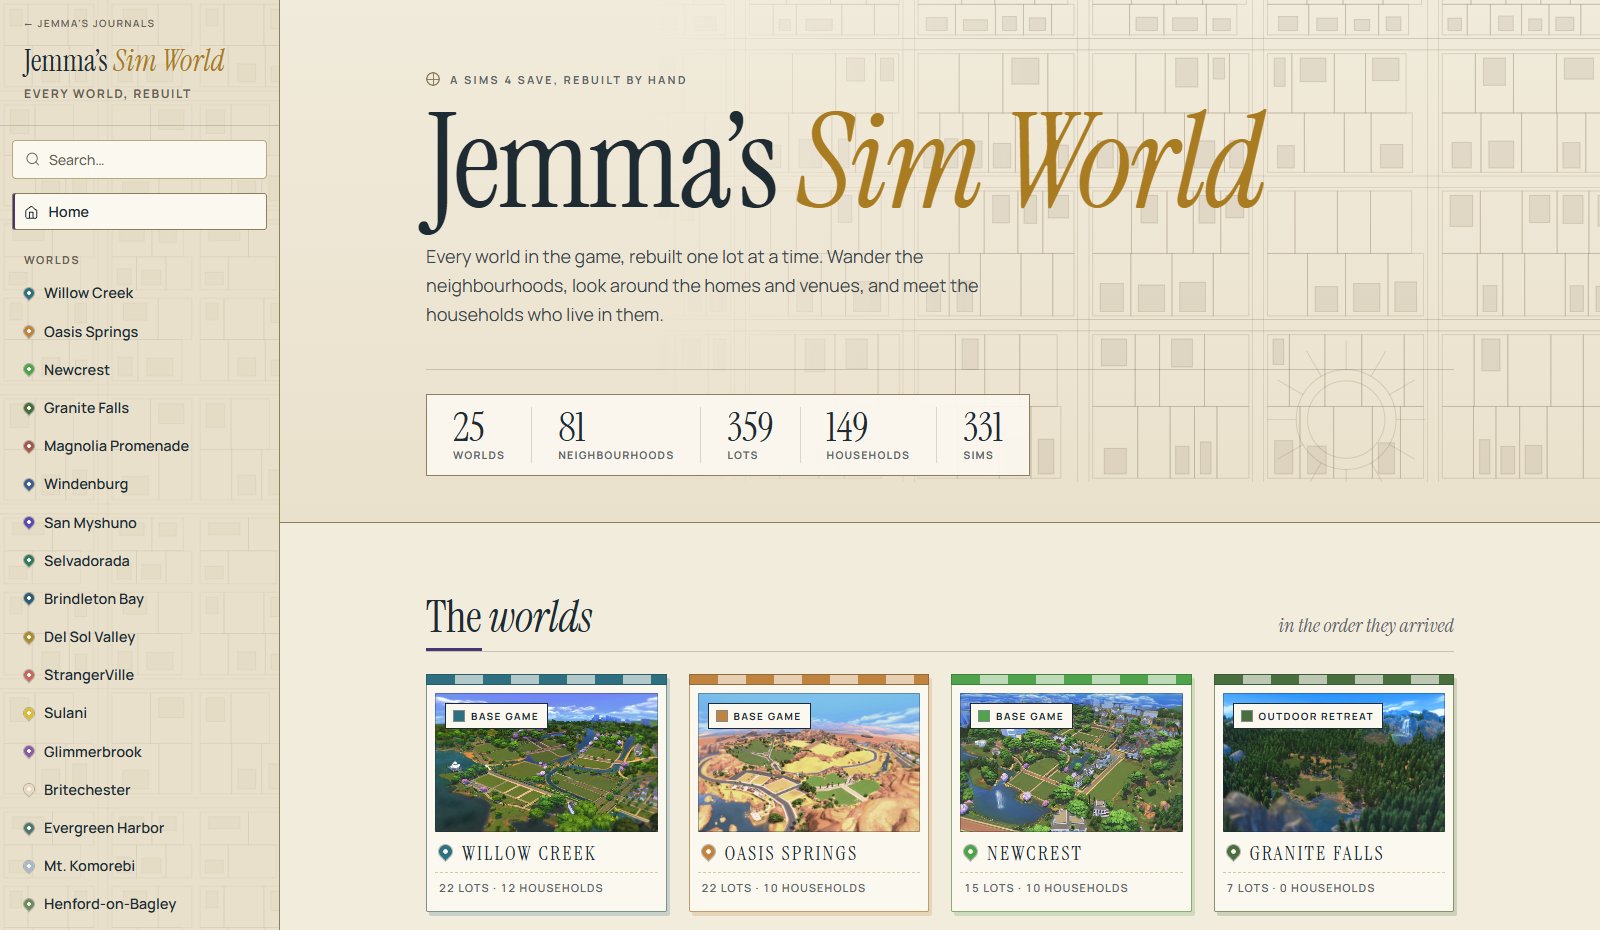 ← JEMMA'S JOURNALS
Jemma’s Sim World
EVERY WORLD, REBUILT
Search...
Home
WORLDS
Willow Creek
Oasis Springs
Newcrest
Granite Falls
Magnolia Promenade
Windenburg
San Myshuno
Selvadorada
Brindleton Bay
Del Sol Valley
StrangerVille
Sulani
Glimmerbrook
Britechester
Evergreen Harbor
Mt. Komorebi
Henford-on-Bagley
A SIMS 4 SAVE, REBUILT BY HAND
Jemma’s Sim World
Every world in the game, rebuilt one lot at a time. Wander the
neighbourhoods, look around the homes and venues, and meet the
households who live in them.
25 81 359 149 331
WORLDS NEIGHBOURHOODS LOTS HOUSEHOLDS SIMS
The worlds
in the order they arrived
BASE GAME
WILLOW CREEK
22 LOTS · 12 HOUSEHOLDS
BASE GAME
OASIS SPRINGS
22 LOTS · 10 HOUSEHOLDS
BASE GAME
NEWCREST
15 LOTS · 10 HOUSEHOLDS
OUTDOOR RETREAT
GRANITE FALLS
7 LOTS · 0 HOUSEHOLDS